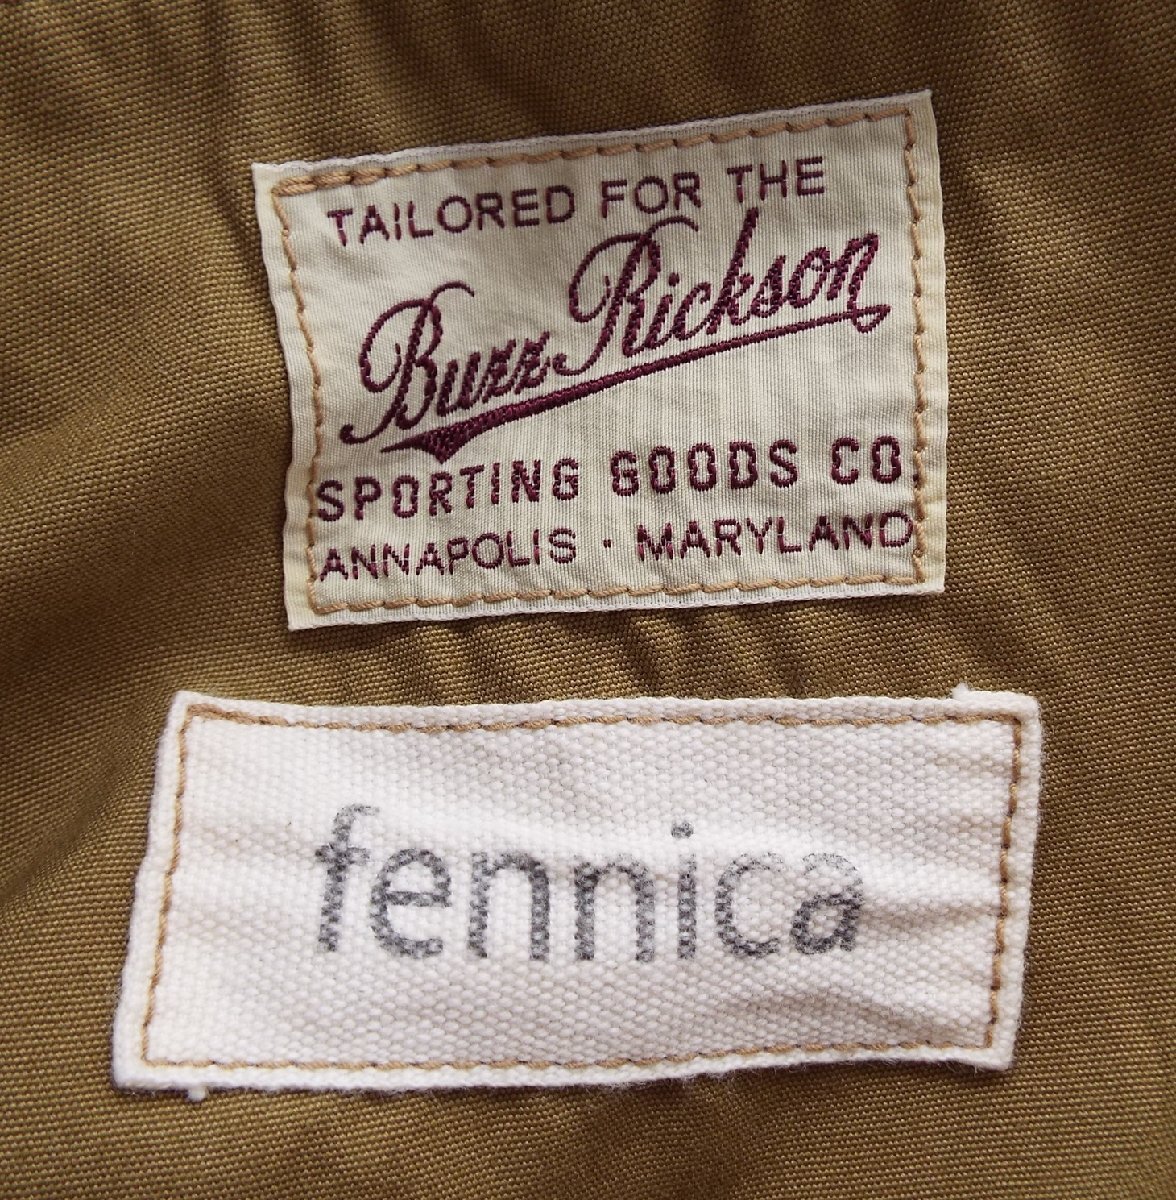 TAILORED FOR THE
Buzz Rickson
SPORTING GOODS CO.
ANNAPOLIS · MARYLAND
fennica